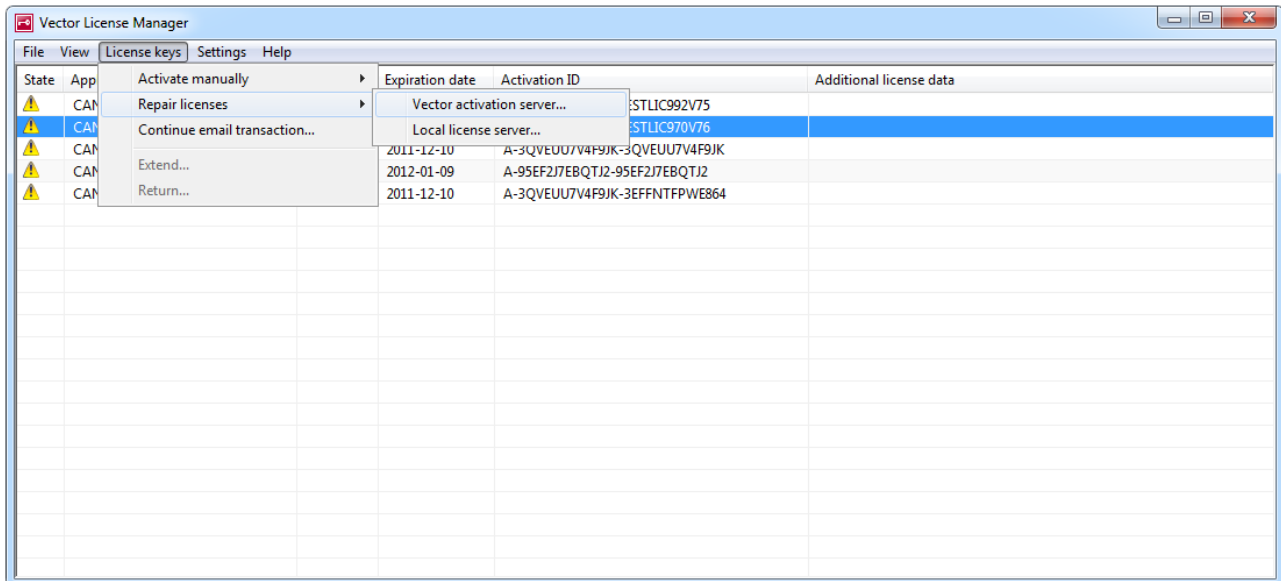 Vector License Manager
File View License keys Settings Help
State App Expiration date Activation ID Additional license data
Activate manually
Repair licenses
Continue email transaction...
Extend...
Return...
Vector activation server...
Local license server...
CAN ESTLIC992V75
CAN ESTLIC970V76
CAN 2011-12-10 A-3QVEUU7V4F9JK-3QVEUU7V4F9JK
CAN 2012-01-09 A-95EF2J7EBQTJ2-95EF2J7EBQTJ2
CAN 2011-12-10 A-3QVEUU7V4F9JK-3EFFNTFPWE864